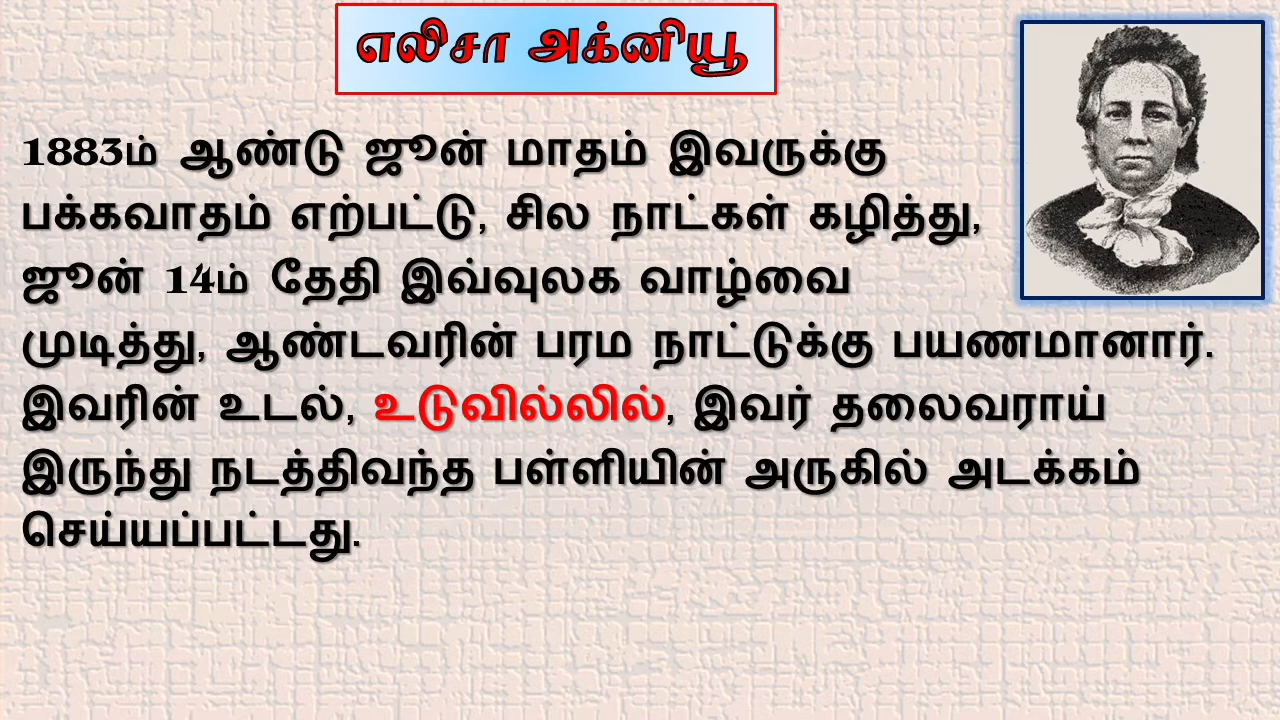 எலிசா அக்னியூ
1883ம் ஆண்டு ஜூன் மாதம் இவருக்கு
பக்கவாதம் எற்பட்டு, சில நாட்கள் கழித்து,
ஜூன் 14ம் தேதி இவ்வுலக வாழ்வை
முடித்து, ஆண்டவரின் பரம நாட்டுக்கு பயணமானார்.
இவரின் உடல், உடுவில்லில், இவர் தலைவராய்
இருந்து நடத்திவந்த பள்ளியின் அருகில் அடக்கம்
செய்யப்பட்டது.